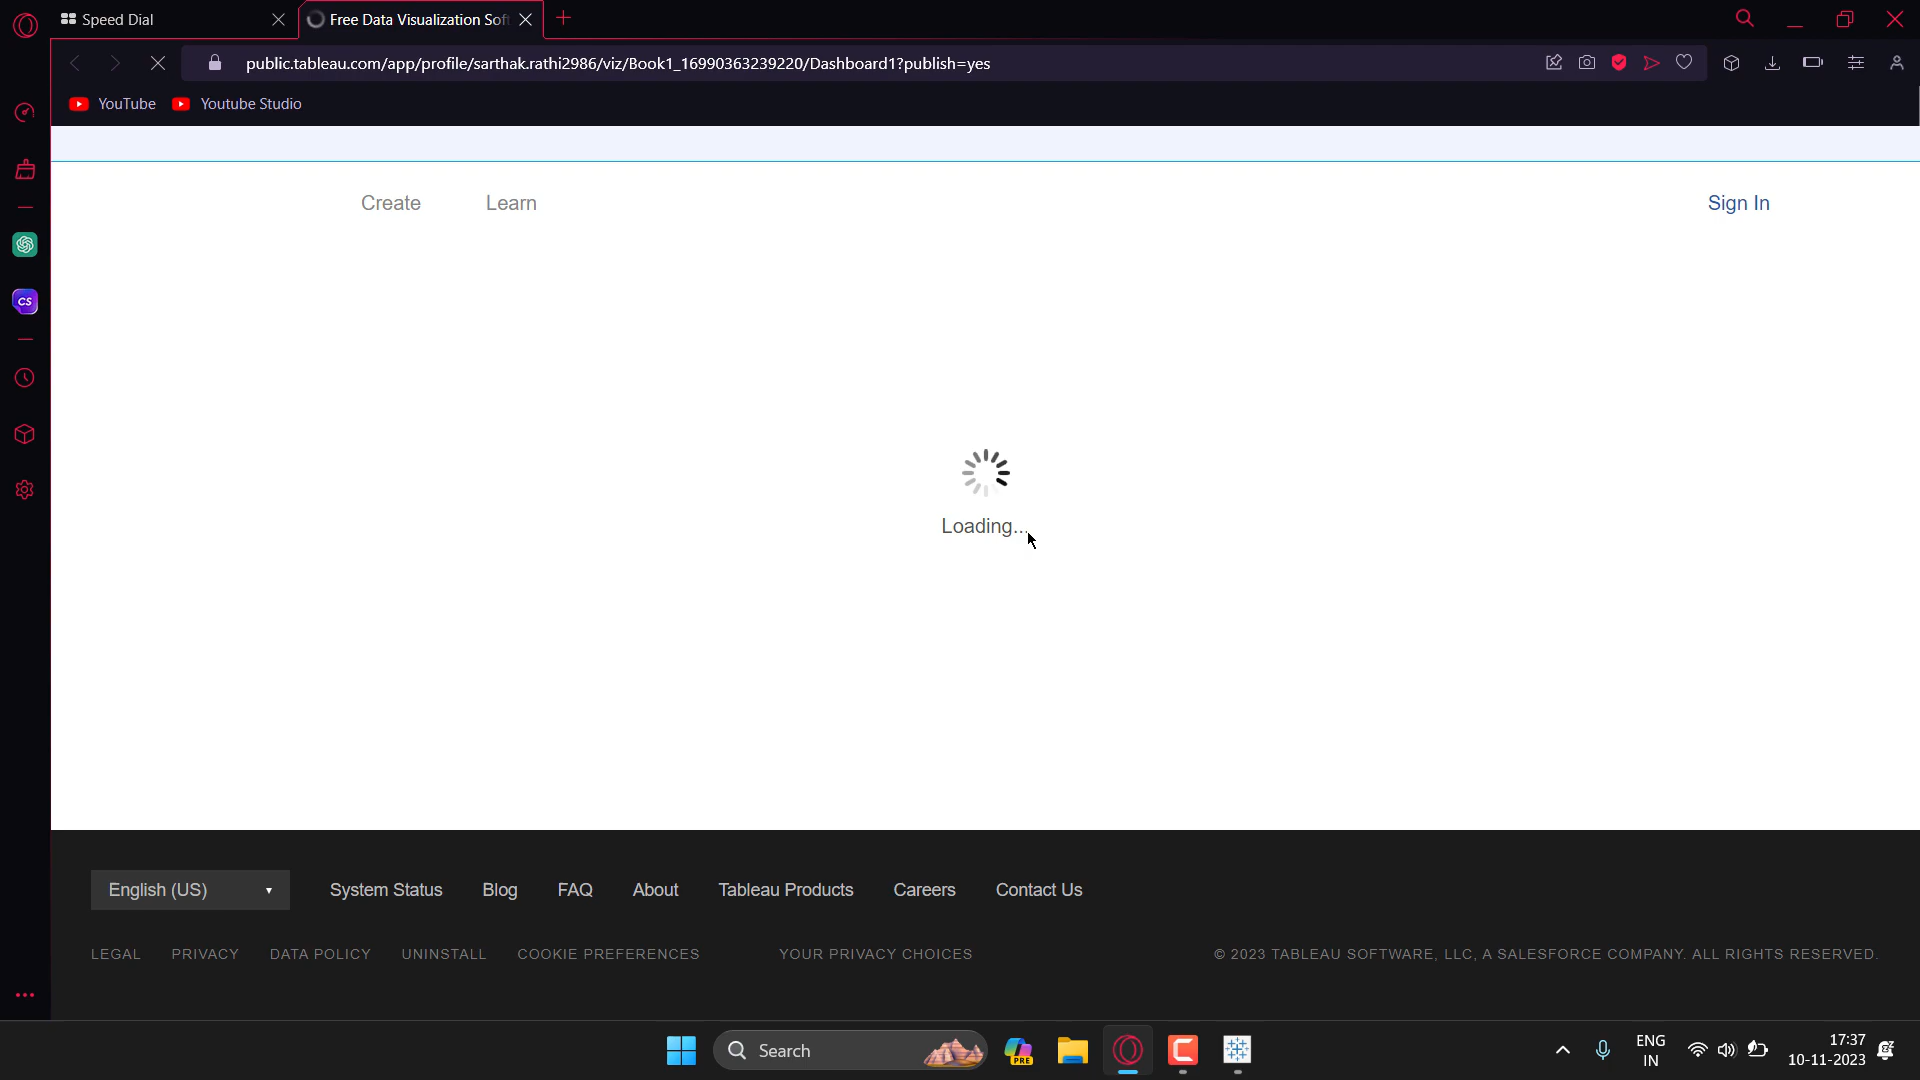 Speed Dial
Free Data Visualization Soft
public.tableau.com/app/profile/sarthak.rathi2986/viz/Book1_16990363239220/Dashboard1?publish=yes
YouTube
Youtube Studio
CS
Create
Learn
Sign In
Loading...
English (US)
System Status
Blog
FAQ
About
Tableau Products
Careers
Contact Us
LEGAL
PRIVACY
DATA POLICY
UNINSTALL
COOKIE PREFERENCES
YOUR PRIVACY CHOICES
© 2023 TABLEAU SOFTWARE, LLC, A SALESFORCE COMPANY. ALL RIGHTS RESERVED.
Search
PRE
ENG
IN
17:37
10-11-2023